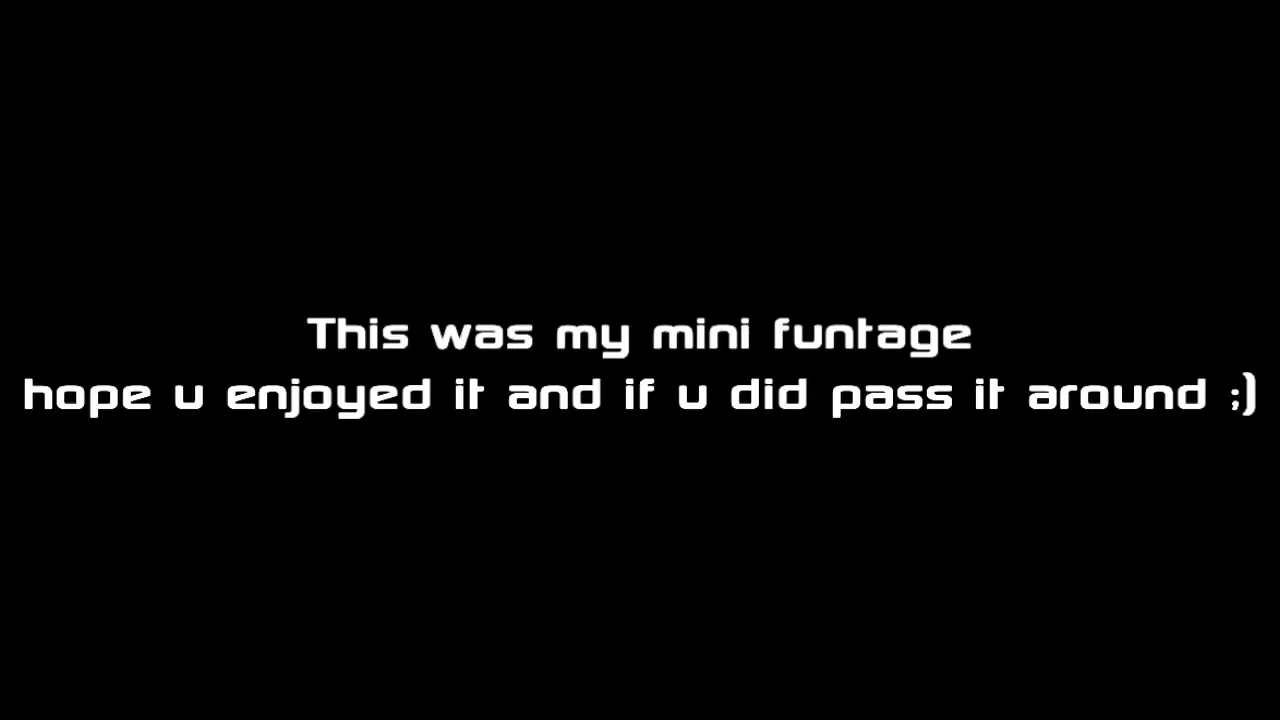 This was my mini funtage
hope u enjoyed it and if u did pass it around ;)